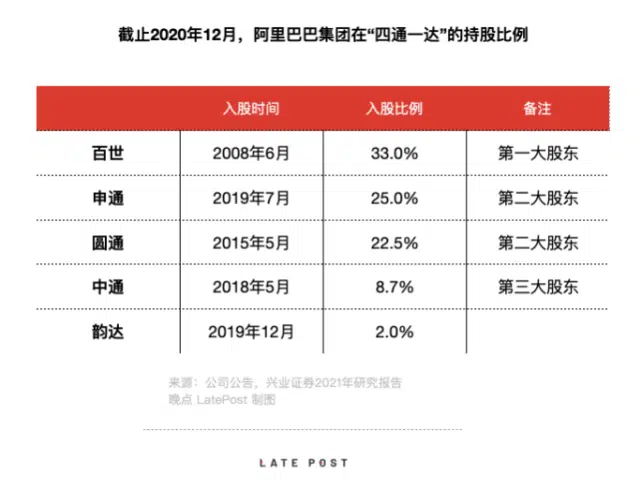 截止2020年12月，阿里巴巴集团在“四通一达”的持股比例
入股时间 入股比例 备注
百世 2008年6月 33.0% 第一大股东
申通 2019年7月 25.0% 第二大股东
圆通 2015年5月 22.5% 第二大股东
中通 2018年5月 8.7% 第三大股东
韵达 2019年12月 2.0%
来源：公司公告，兴业证券2021年研究报告
晚点 LatePost 制图
LATE POST